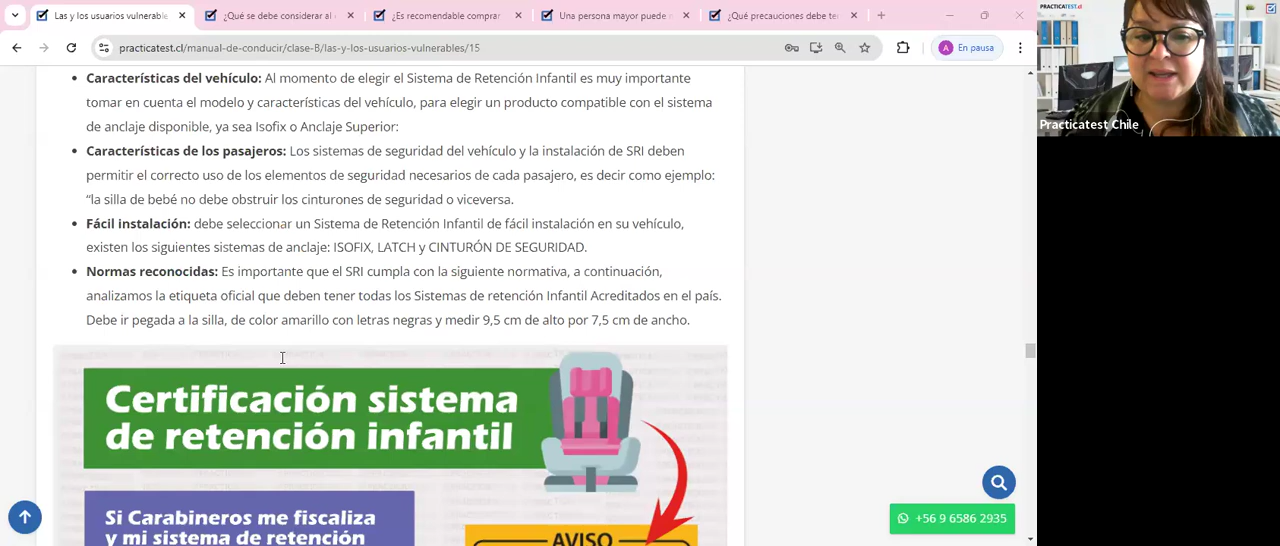 Las y los usuarios vulnerables
¿Qué se debe considerar al
¿Es recomendable comprar
Una persona mayor puede
¿Qué precauciones debe te
practicatest.cl/manual-de-conducir/clase-B/las-y-los-usuarios-vulnerables/15
A En pausa
PRACTICATEST.cl
Practicatest Chile
Características del vehículo: Al momento de elegir el Sistema de Retención Infantil es muy importante
tomar en cuenta el modelo y características del vehículo, para elegir un producto compatible con el sistema
de anclaje disponible, ya sea Isofix o Anclaje Superior:
Características de los pasajeros: Los sistemas de seguridad del vehículo y la instalación de SRI deben
permitir el correcto uso de los elementos de seguridad necesarios de cada pasajero, es decir como ejemplo:
“la silla de bebé no debe obstruir los cinturones de seguridad o viceversa.
Fácil instalación: debe seleccionar un Sistema de Retención Infantil de fácil instalación en su vehículo,
existen los siguientes sistemas de anclaje: ISOFIX, LATCH y CINTURÓN DE SEGURIDAD.
Normas reconocidas: Es importante que el SRI cumpla con la siguiente normativa, a continuación,
analizamos la etiqueta oficial que deben tener todas los Sistemas de retención Infantil Acreditados en el país.
Debe ir pegada a la silla, de color amarillo con letras negras y medir 9,5 cm de alto por 7,5 cm de ancho.
Certificación sistema
de retención infantil
Si Carabineros me fiscaliza
y mi sistema de retención
AVISO
+56 9 6586 2935